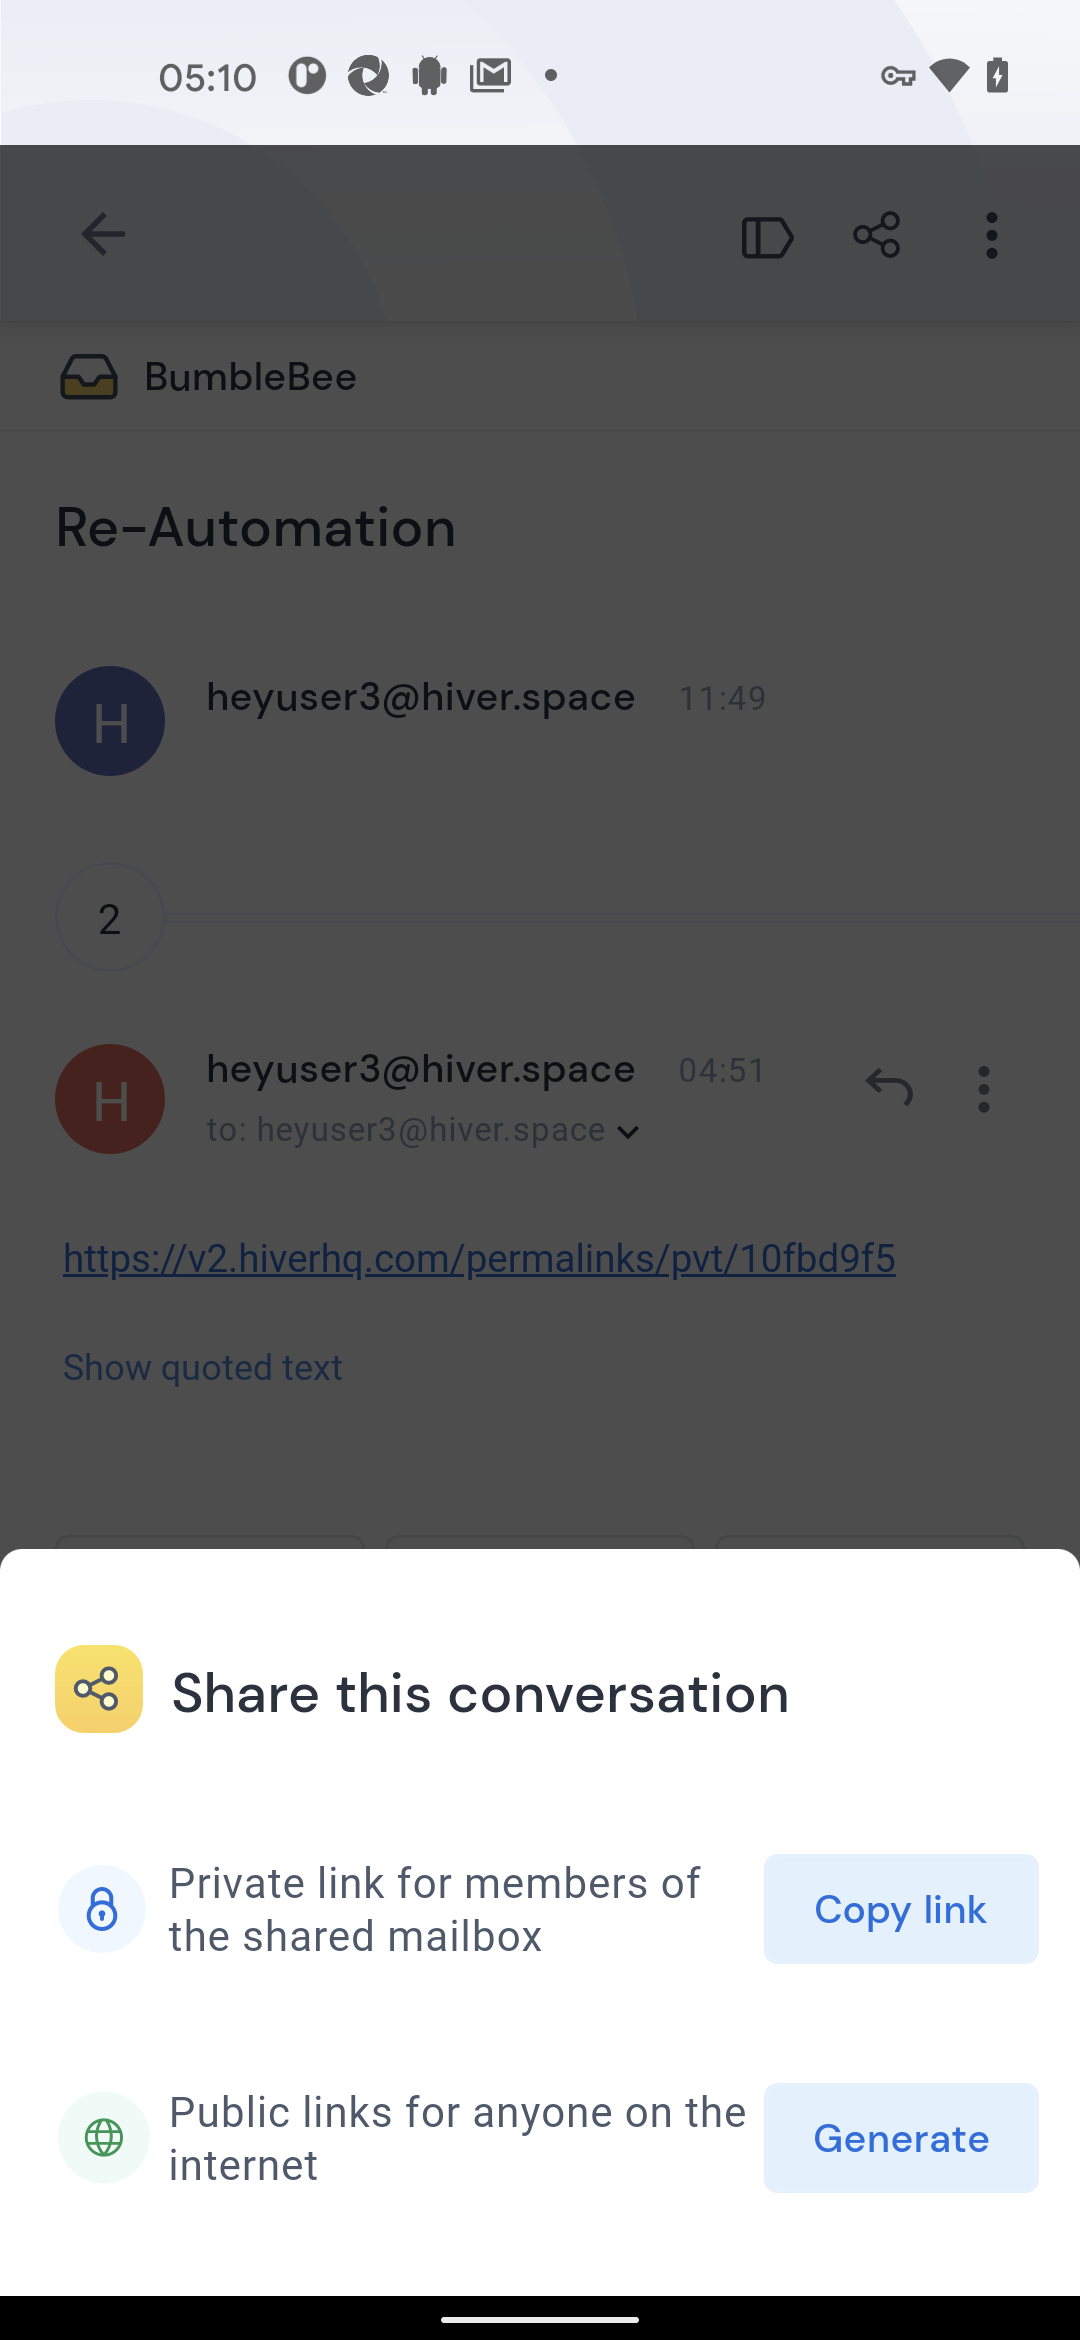 05:10
BumbleBee
Re-Automation
H
heyuser3@hiver.space 11:49
2
H
heyuser3@hiver.space 04:51
to: heyuser3@hiver.space
https://v2.hiverhq.com/permalinks/pvt/10fbd9f5
Show quoted text
Share this conversation
Private link for members of
the shared mailbox
Copy link
Public links for anyone on the
internet
Generate